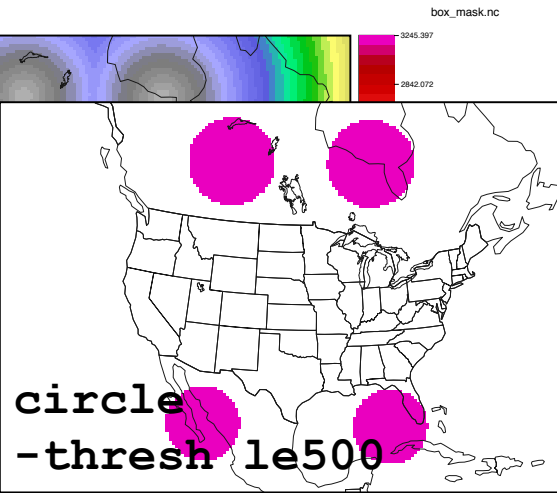 box_mask.nc
3245.397
2842.072
circle
-thresh le500